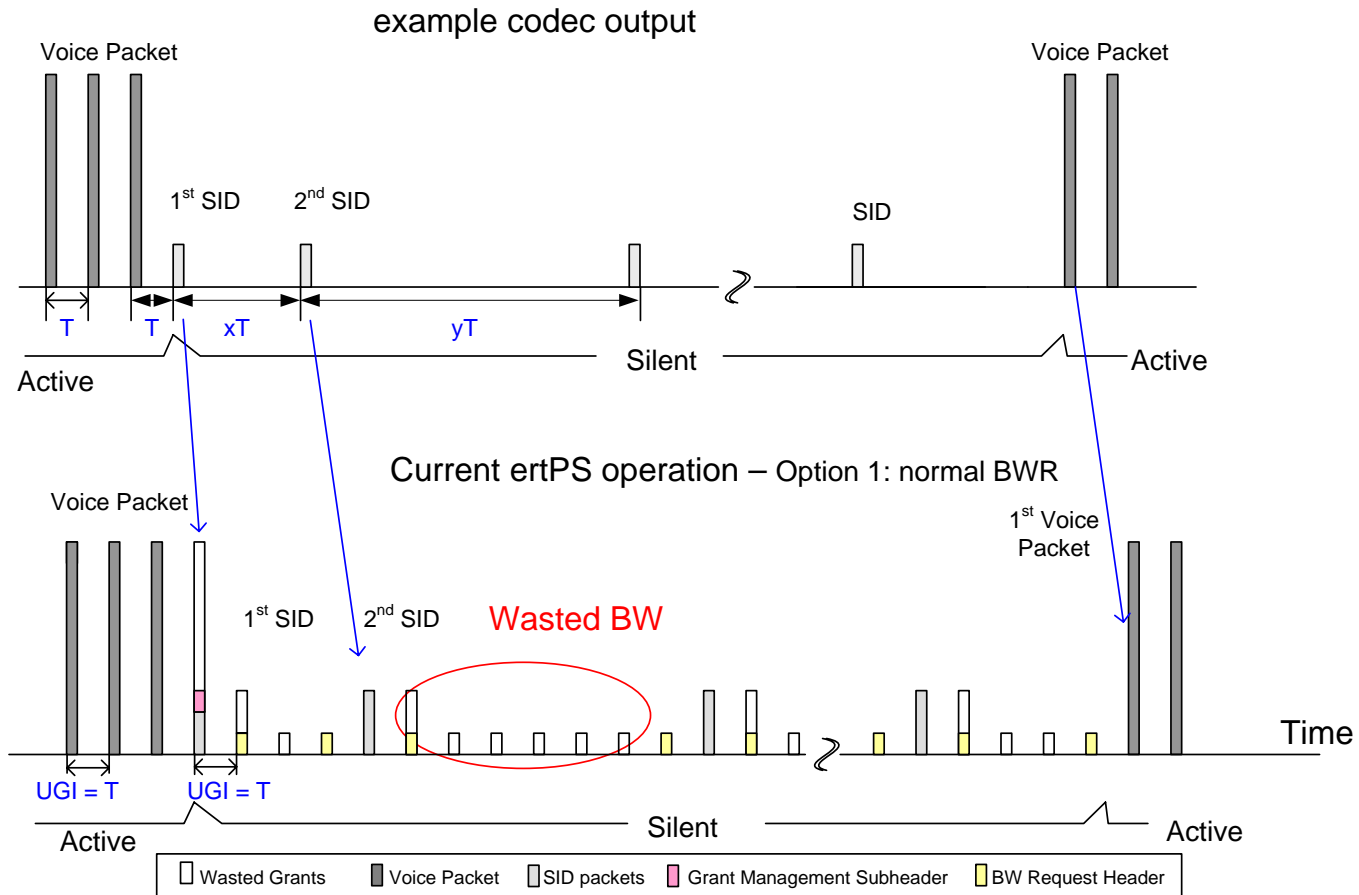 example codec output
Voice Packet
Voice Packet
1st SID
2nd SID
SID
T
T
xT
yT
Active
Silent
Active
Current ertPS operation – Option 1: normal BWR
Voice Packet
1st Voice
Packet
1st SID
2nd SID
Wasted BW
Time
UGI = T
UGI = T
Active
Silent
Active
Wasted Grants
Voice Packet
SID packets
Grant Management Subheader
BW Request Header